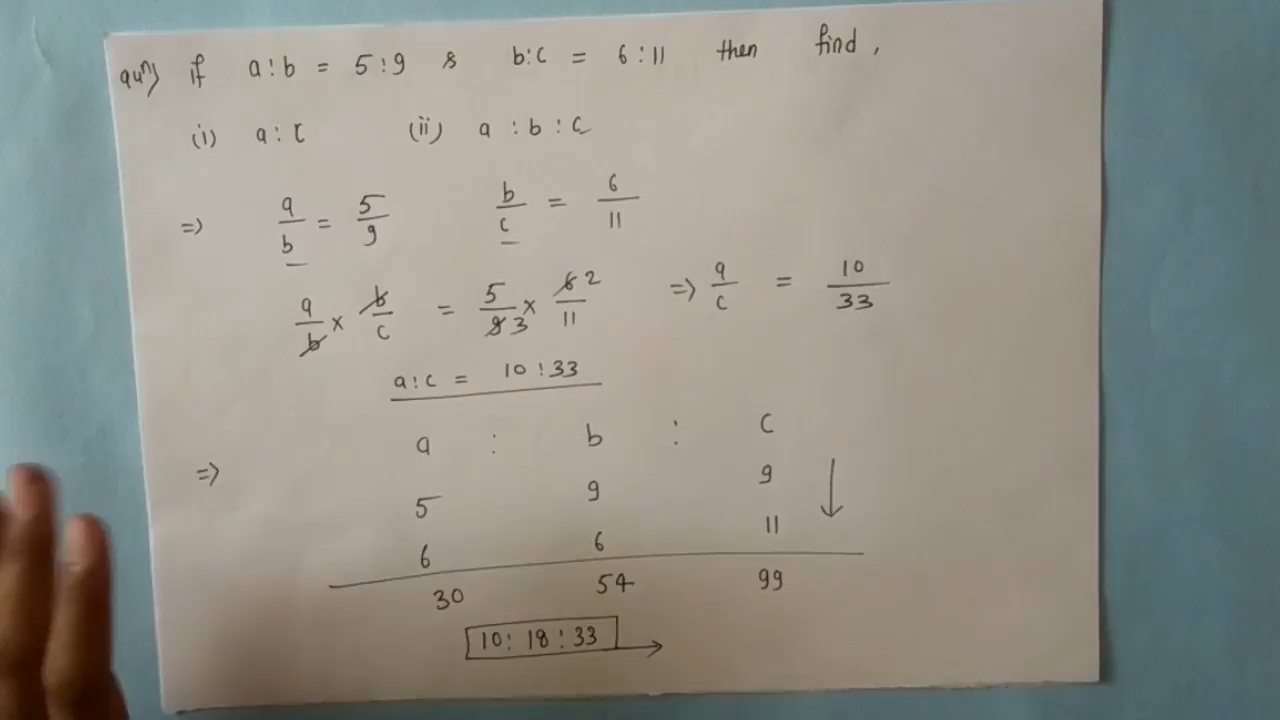 qun) if a:b = 5:9 & b:c = 6:11 then find,
(i) a:c (ii) a:b:c
=> a/b = 5/9 b/c = 6/11
a/b × b/c = 5/9 3 × 6 2/11 => a/c = 10/33
a:c = 10:33
=> a : b : c
5 9 9
6 6 11
30 54 99
10:18:33